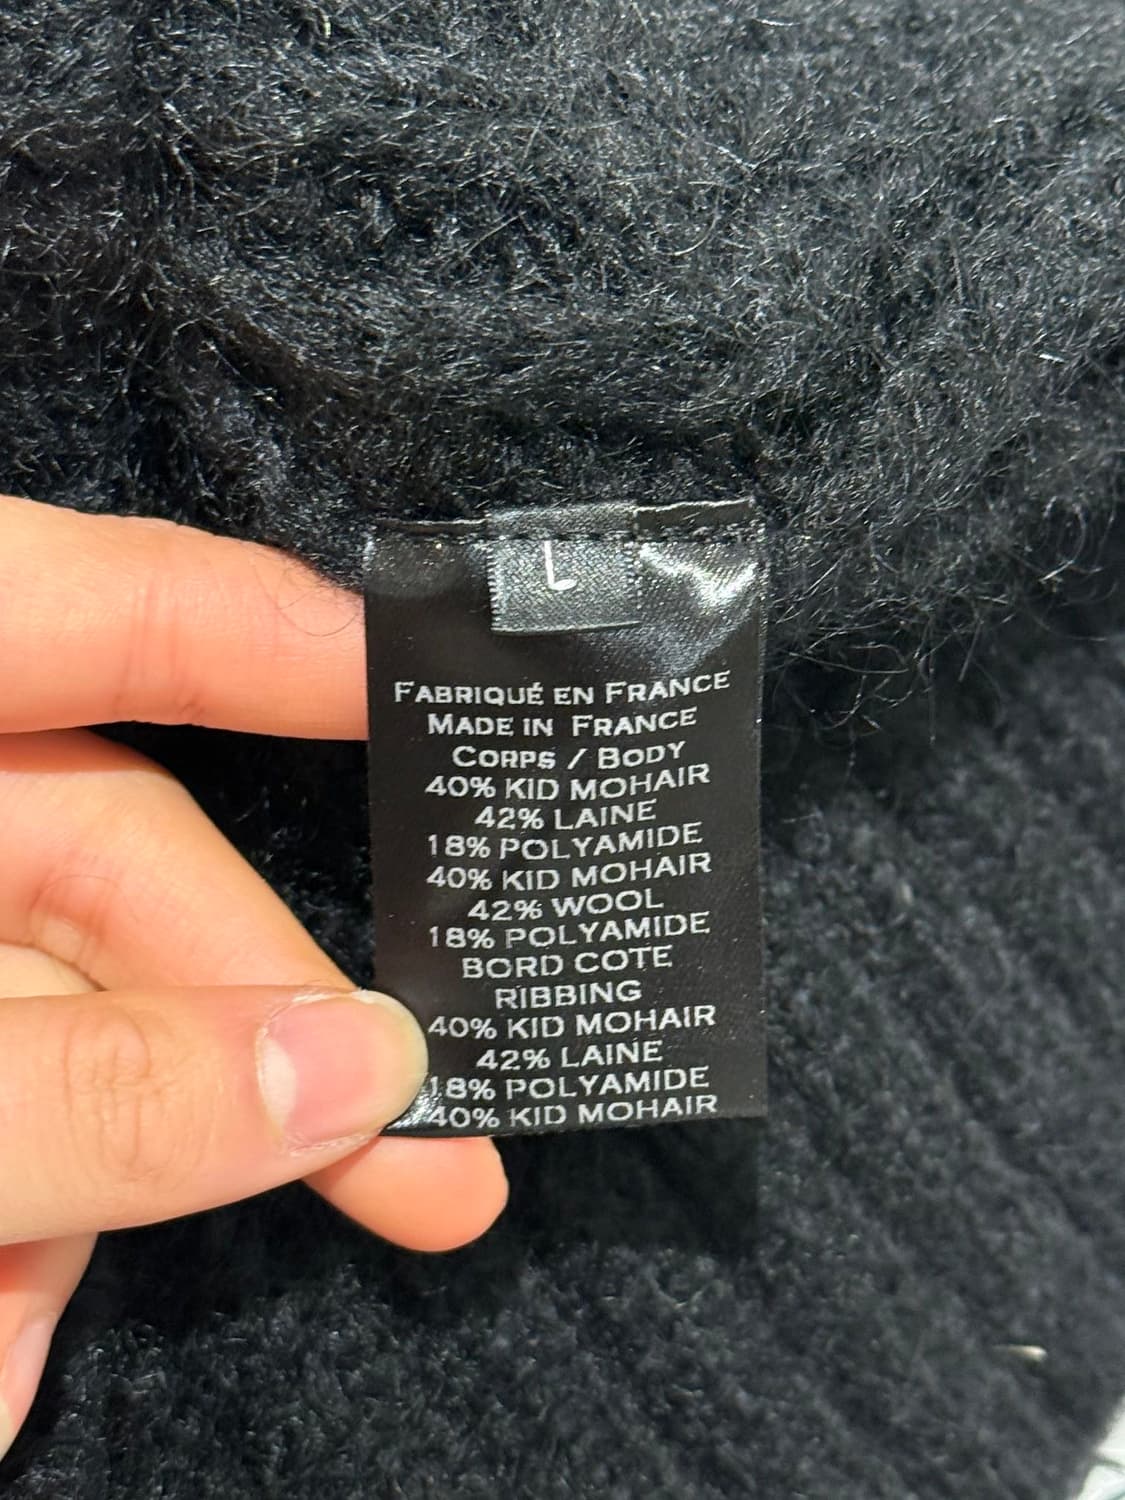 L
FABRIQUÉ EN FRANCE
MADE IN FRANCE
CORPS / BODY
40% KID MOHAIR
42% LAINE
18% POLYAMIDE
40% KID MOHAIR
42% WOOL
18% POLYAMIDE
BORD COTE
RIBBING
40% KID MOHAIR
42% LAINE
18% POLYAMIDE
40% KID MOHAIR